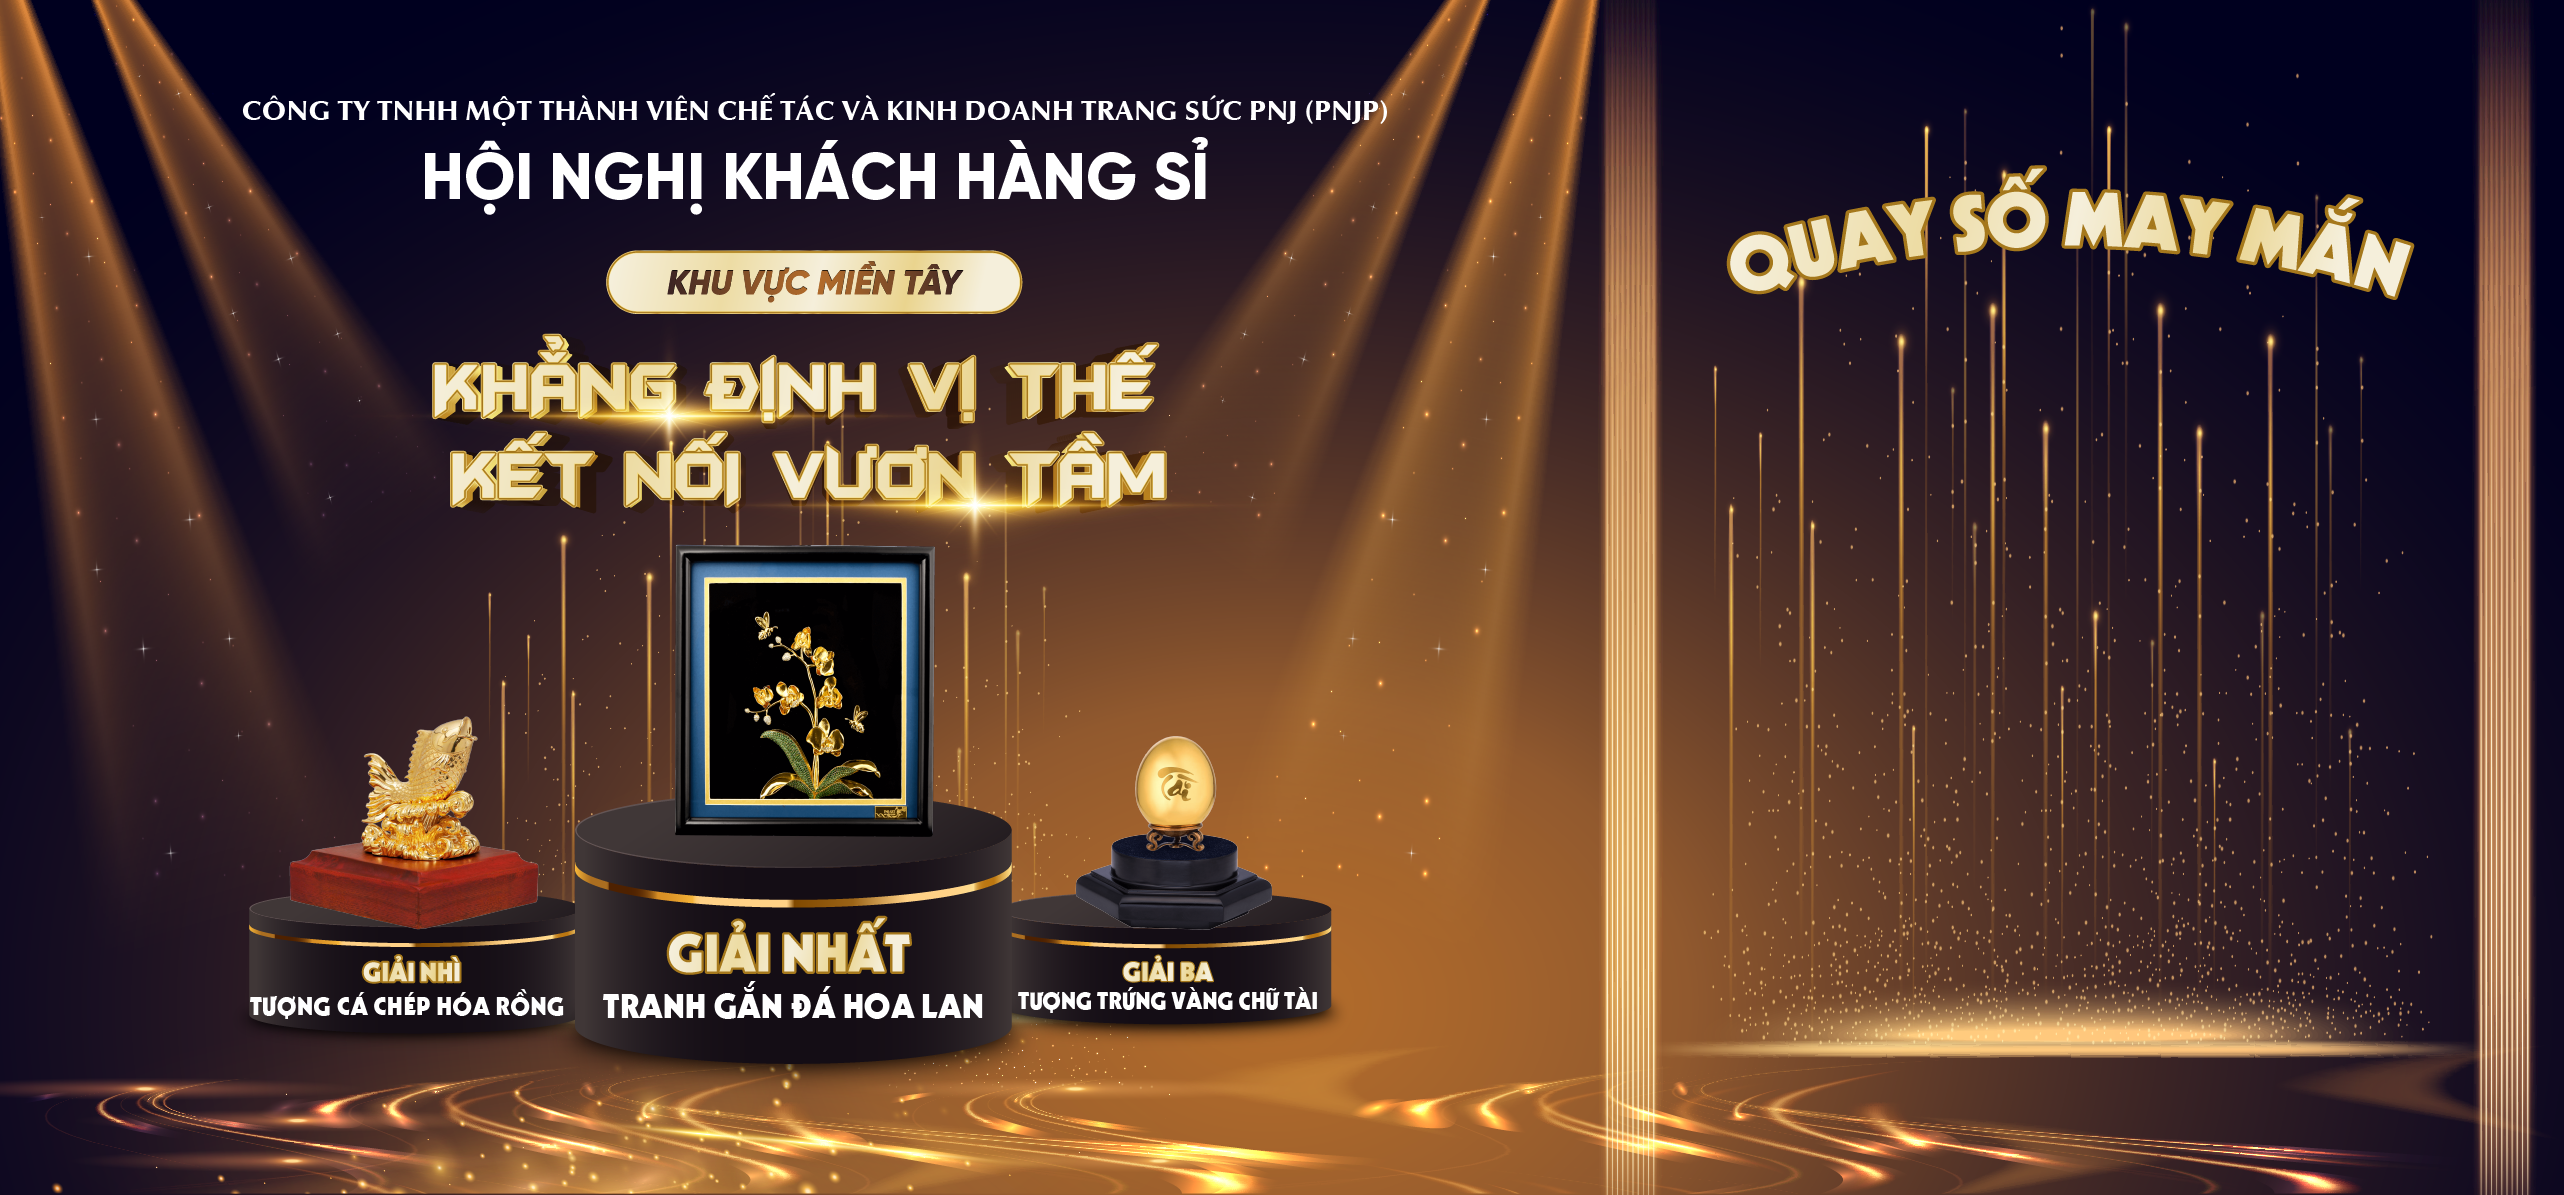 CÔNG TY TNHH MỘT THÀNH VIÊN CHẾ TÁC VÀ KINH DOANH TRANG SỨC PNJ (PNJP)
HỘI NGHỊ KHÁCH HÀNG SỈ
KHU VỰC MIỀN TÂY
KHẲNG ĐỊNH VỊ THẾ
KẾT NỐI VƯƠN TẦM
Tài
GIẢI NHÌ
TƯỢNG CÁ CHÉP HÓA RỒNG
GIẢI NHẤT
TRANH GẮN ĐÁ HOA LAN
GIẢI BA
TƯỢNG TRỨNG VÀNG CHỮ TÀI
QUAY SỐ MAY MẮN